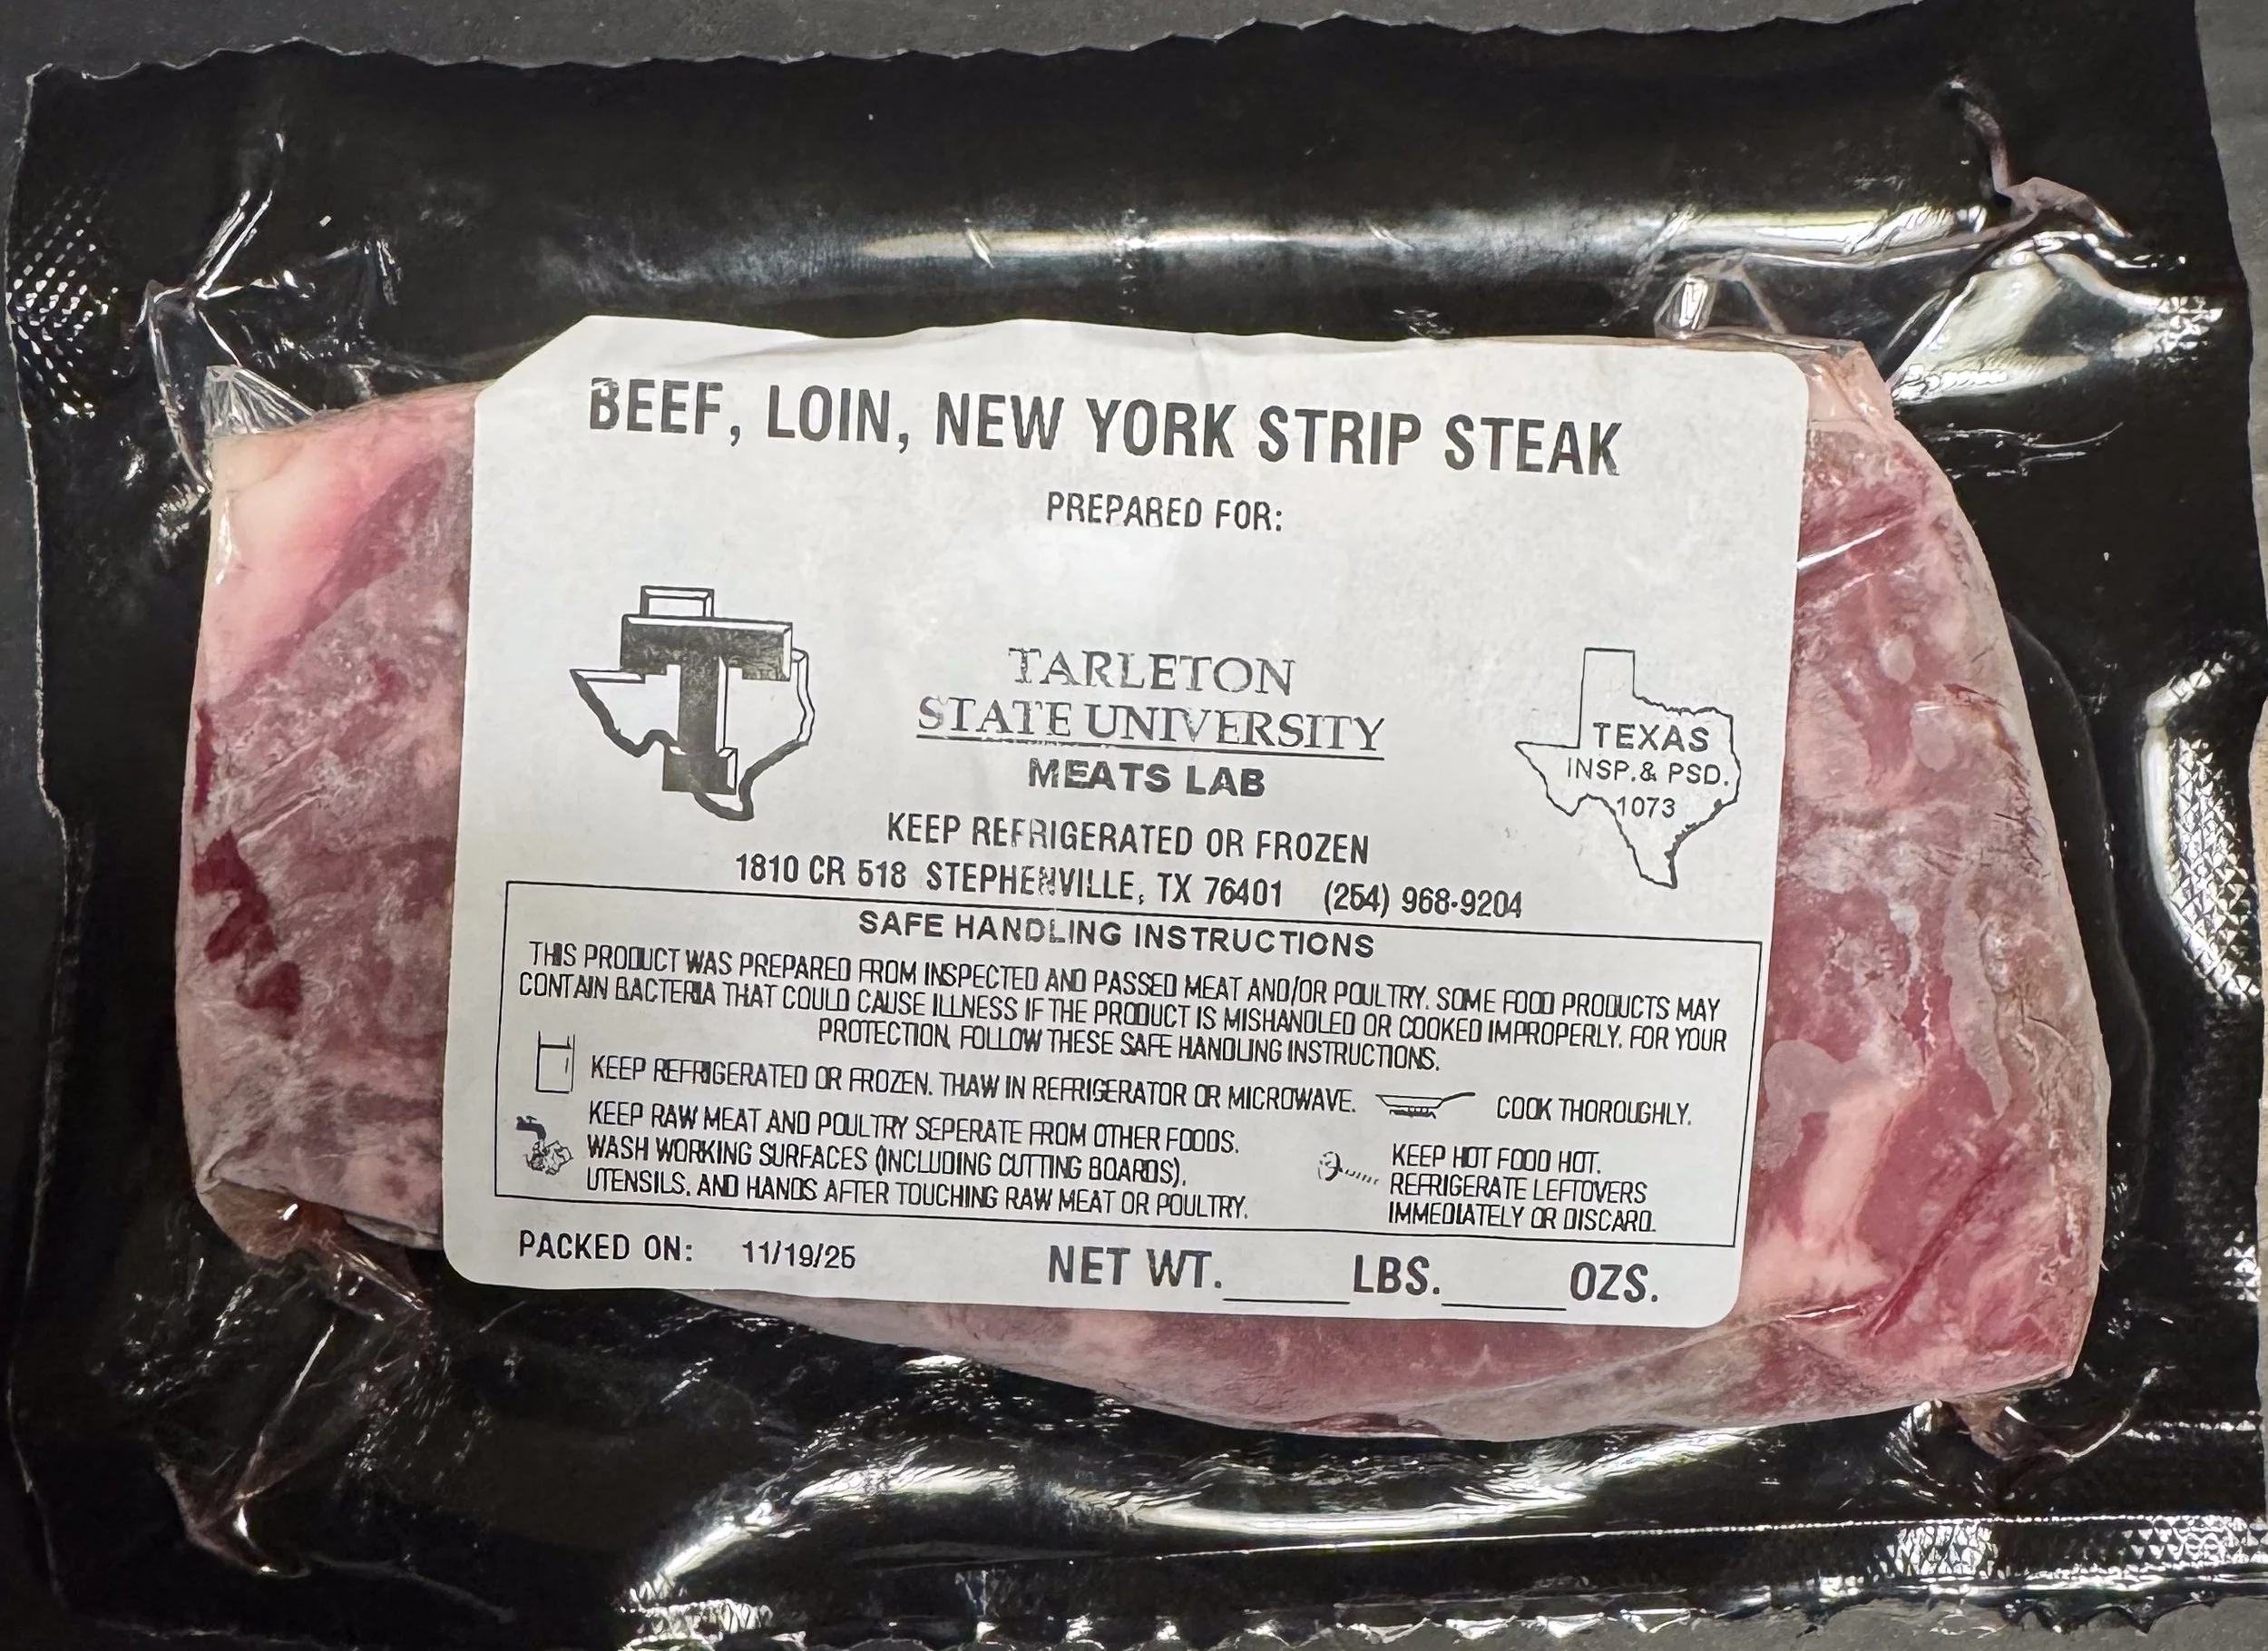 BEEF, LOIN, NEW YORK STRIP STEAK
PREPARED FOR:
T
TARLETON
STATE UNIVERSITY
MEATS LAB
TEXAS
INSP.& PSD.
1073
KEEP REFRIGERATED OR FROZEN
1810 CR 518 STEPHENVILLE, TX 76401 (254) 968-9204
SAFE HANDLING INSTRUCTIONS
THIS PRODUCT WAS PREPARED FROM INSPECTED AND PASSED MEAT AND/OR POULTRY. SOME FOOD PRODUCTS MAY
CONTAIN BACTERIA THAT COULD CAUSE ILLNESS IF THE PRODUCT IS MISHANDLED OR COOKED IMPROPERLY. FOR YOUR
PROTECTION, FOLLOW THESE SAFE HANDLING INSTRUCTIONS.
KEEP REFRIGERATED OR FROZEN. THAW IN REFRIGERATOR OR MICROWAVE.
COOK THOROUGHLY.
KEEP RAW MEAT AND POULTRY SEPERATE FROM OTHER FOODS.
WASH WORKING SURFACES (INCLUDING CUTTING BOARDS),
UTENSILS, AND HANDS AFTER TOUCHING RAW MEAT OR POULTRY.
KEEP HOT FOOD HOT.
REFRIGERATE LEFTOVERS
IMMEDIATELY OR DISCARD.
PACKED ON: 11/19/25 NET WT.____LBS.____OZS.